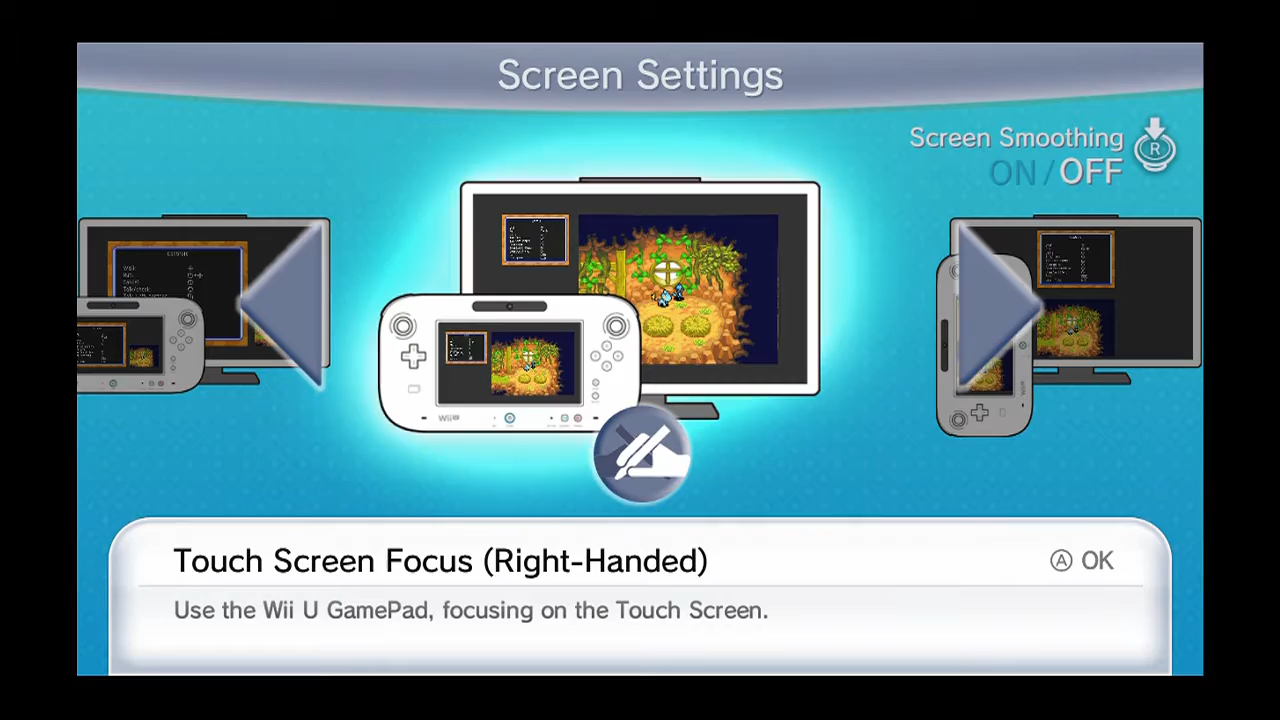 Screen Settings
Screen Smoothing
ON / OFF
R
Wii U
Touch Screen Focus (Right-Handed)
A OK
Use the Wii U GamePad, focusing on the Touch Screen.